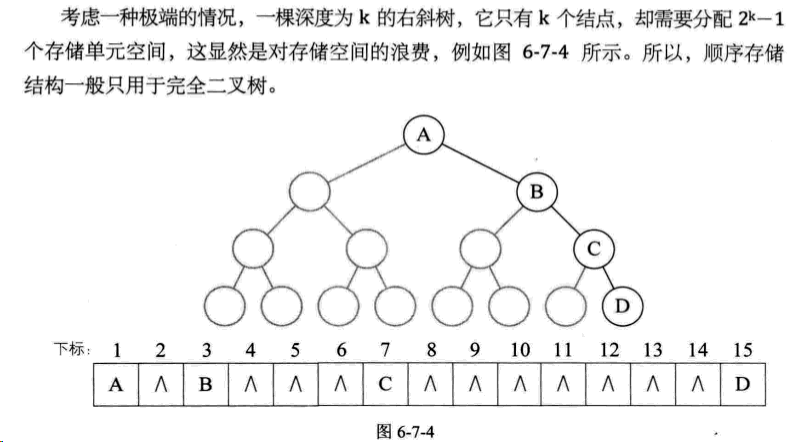 考虑一种极端的情况，一棵深度为 k 的右斜树，它只有 k 个结点，却需要分配 2ᵏ－1
个存储单元空间，这显然是对存储空间的浪费，例如图 6-7-4 所示。所以，顺序存储
结构一般只用于完全二叉树。
A
B
C
D
下标： 1 2 3 4 5 6 7 8 9 10 11 12 13 14 15
A ∧ B ∧ ∧ ∧ C ∧ ∧ ∧ ∧ ∧ ∧ ∧ D
图 6-7-4